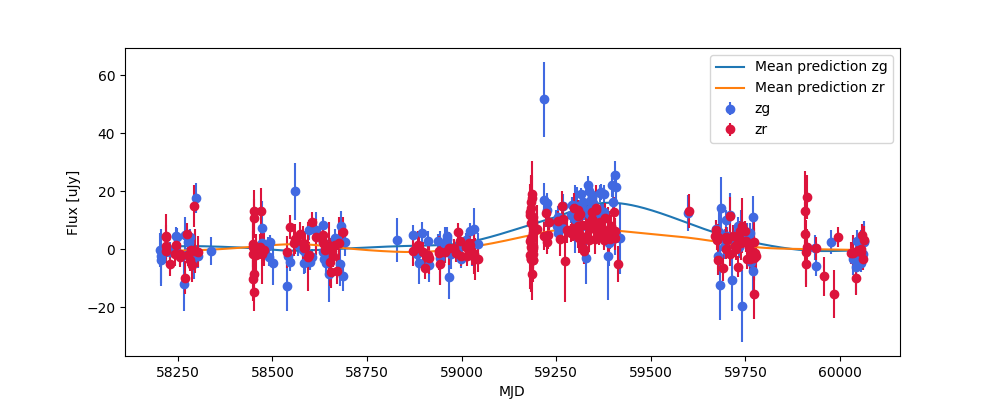 60
40
20
0
−20
Flux [uJy]
58250 58500 58750 59000 59250 59500 59750 60000
MJD
Mean prediction zg
Mean prediction zr
zg
zr